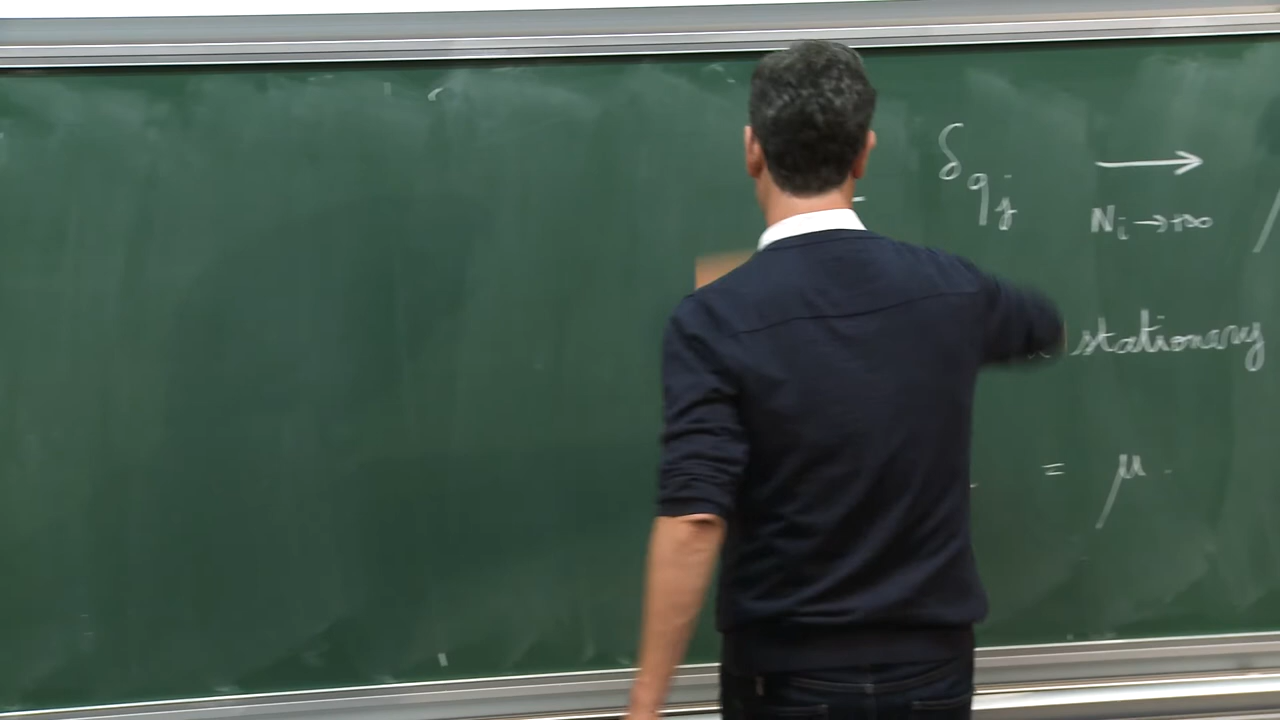 δ_{q_j} →
N_i → +∞
stationary
= μ.